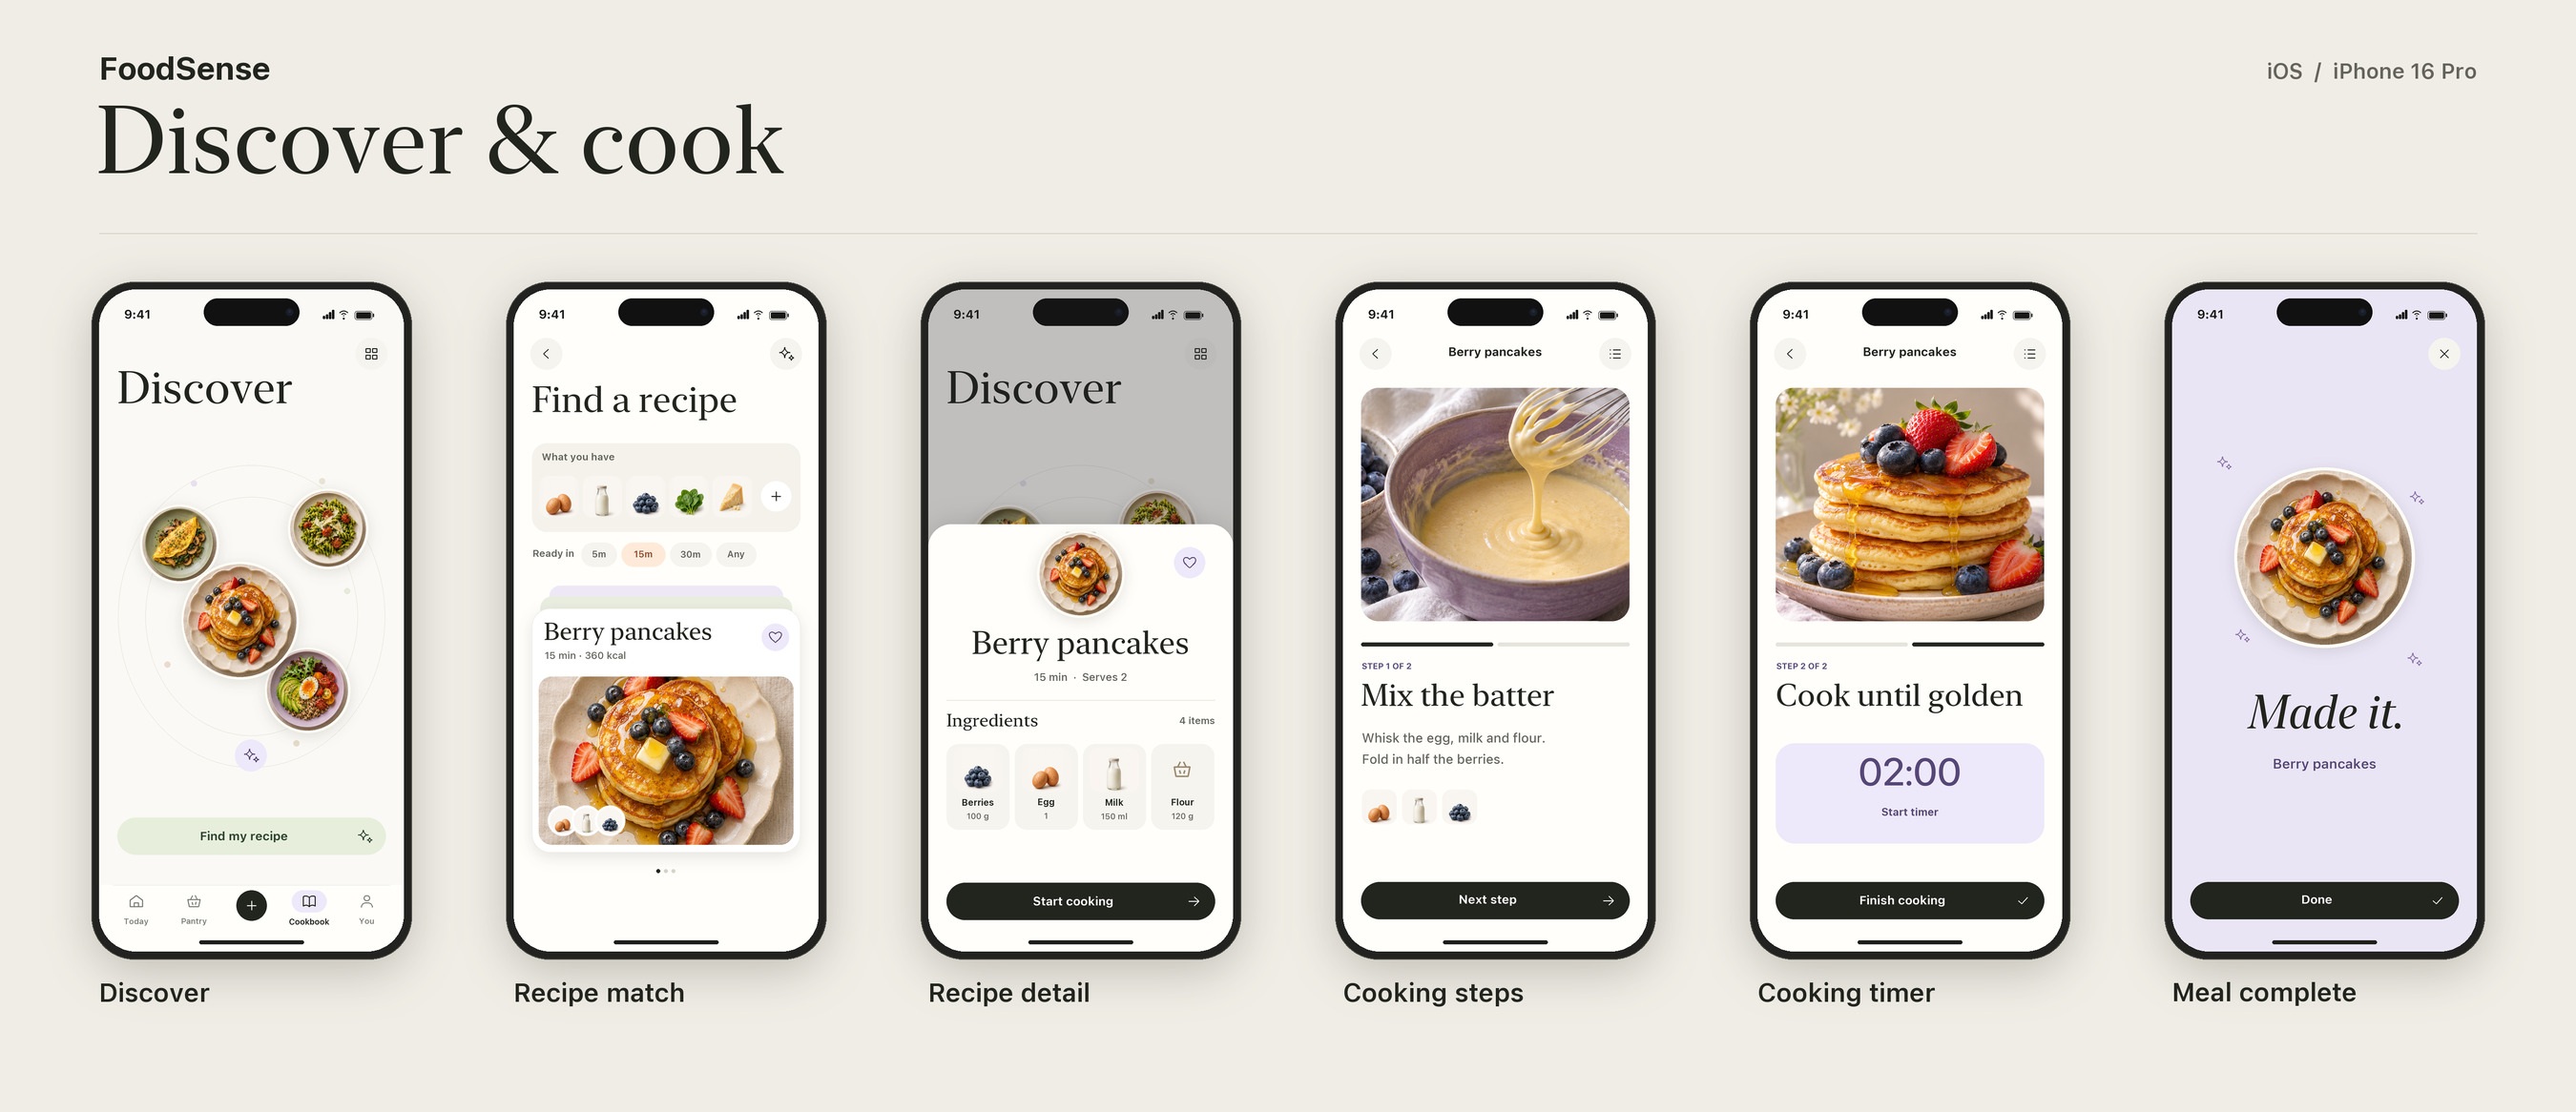 FoodSense
iOS / iPhone 16 Pro
Discover & cook
9:41
Discover
Find my recipe
Today
Pantry
Cookbook
You
Discover
9:41
Find a recipe
What you have
Ready in
5m
15m
30m
Any
Berry pancakes
15 min · 360 kcal
Recipe match
9:41
Discover
Berry pancakes
15 min · Serves 2
Ingredients
4 items
Berries
100 g
Egg
1
Milk
150 ml
Flour
120 g
Start cooking
Recipe detail
9:41
Berry pancakes
STEP 1 OF 2
Mix the batter
Whisk the egg, milk and flour.
Fold in half the berries.
Next step
Cooking steps
9:41
Berry pancakes
STEP 2 OF 2
Cook until golden
02:00
Start timer
Finish cooking
Cooking timer
9:41
Made it.
Berry pancakes
Done
Meal complete